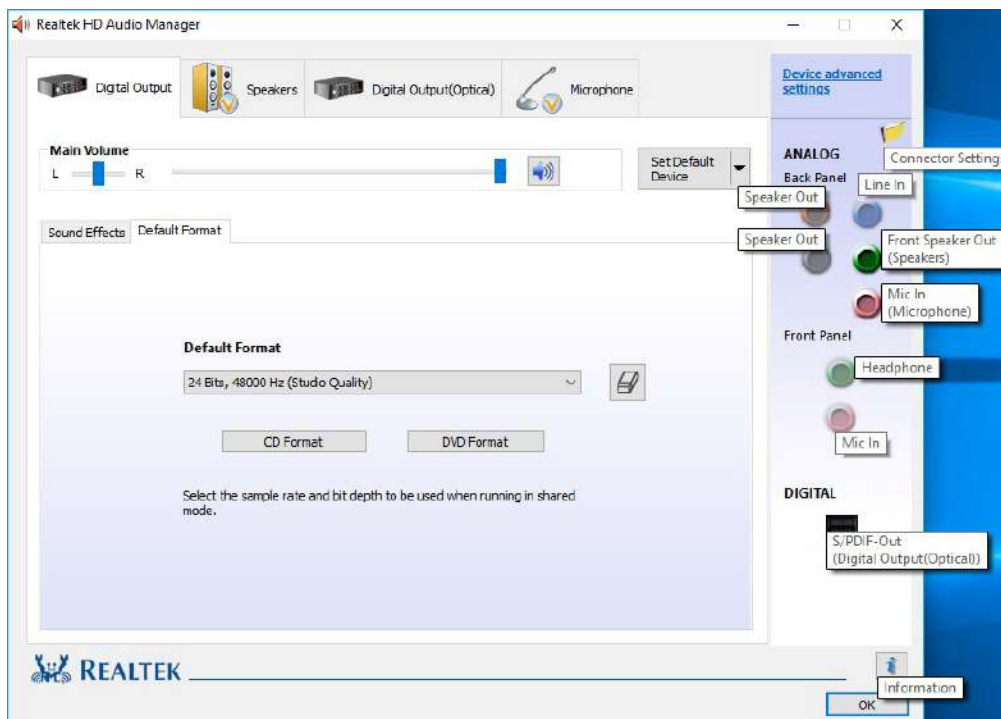 Realtek HD Audio Manager
Digital Output
Speakers
Digital Output(Optical)
Microphone
Device advanced
settings
Main Volume
L
R
Set Default
Device
ANALOG
Connector Setting
Back Panel
Line In
Speaker Out
Speaker Out
Front Speaker Out
(Speakers)
Mic In
(Microphone)
Sound Effects
Default Format
Front Panel
Headphone
Mic In
Default Format
24 Bits, 48000 Hz (Studio Quality)
CD Format
DVD Format
Select the sample rate and bit depth to be used when running in shared
mode.
DIGITAL
S/PDIF-Out
(Digital Output(Optical))
REALTEK
Information
OK